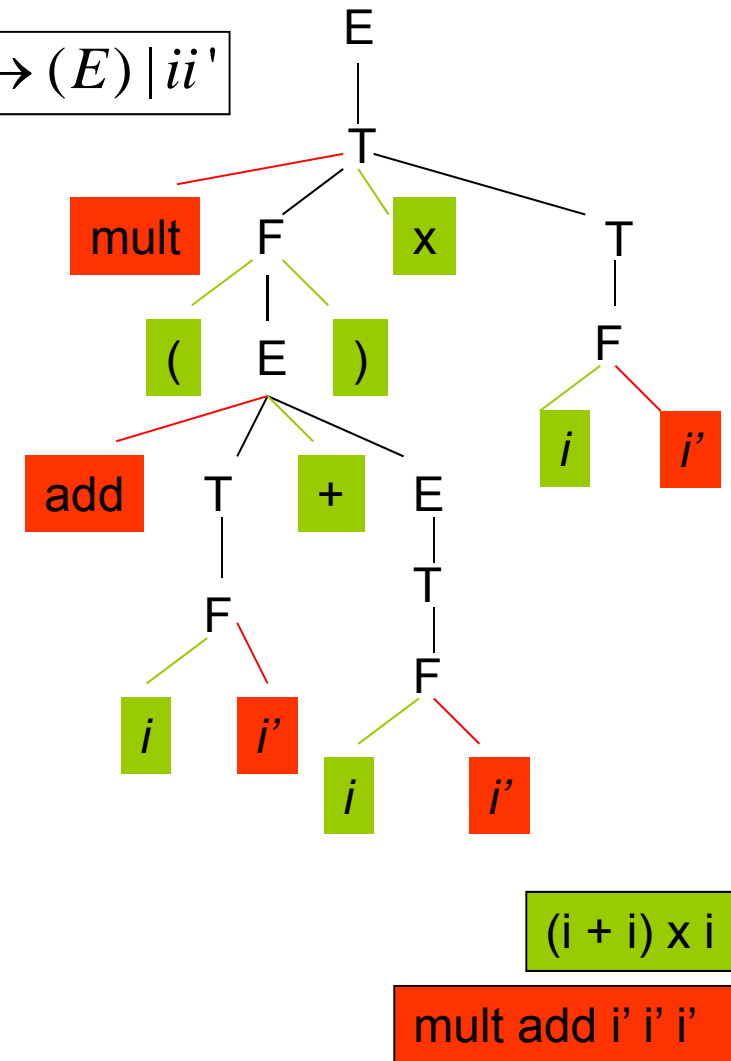 E
→ (E) | ii'
T
mult F x T
( E ) F
i i’
add T + E
T
F
F
i i’
i i’
(i + i) x i
mult add i’ i’ i’